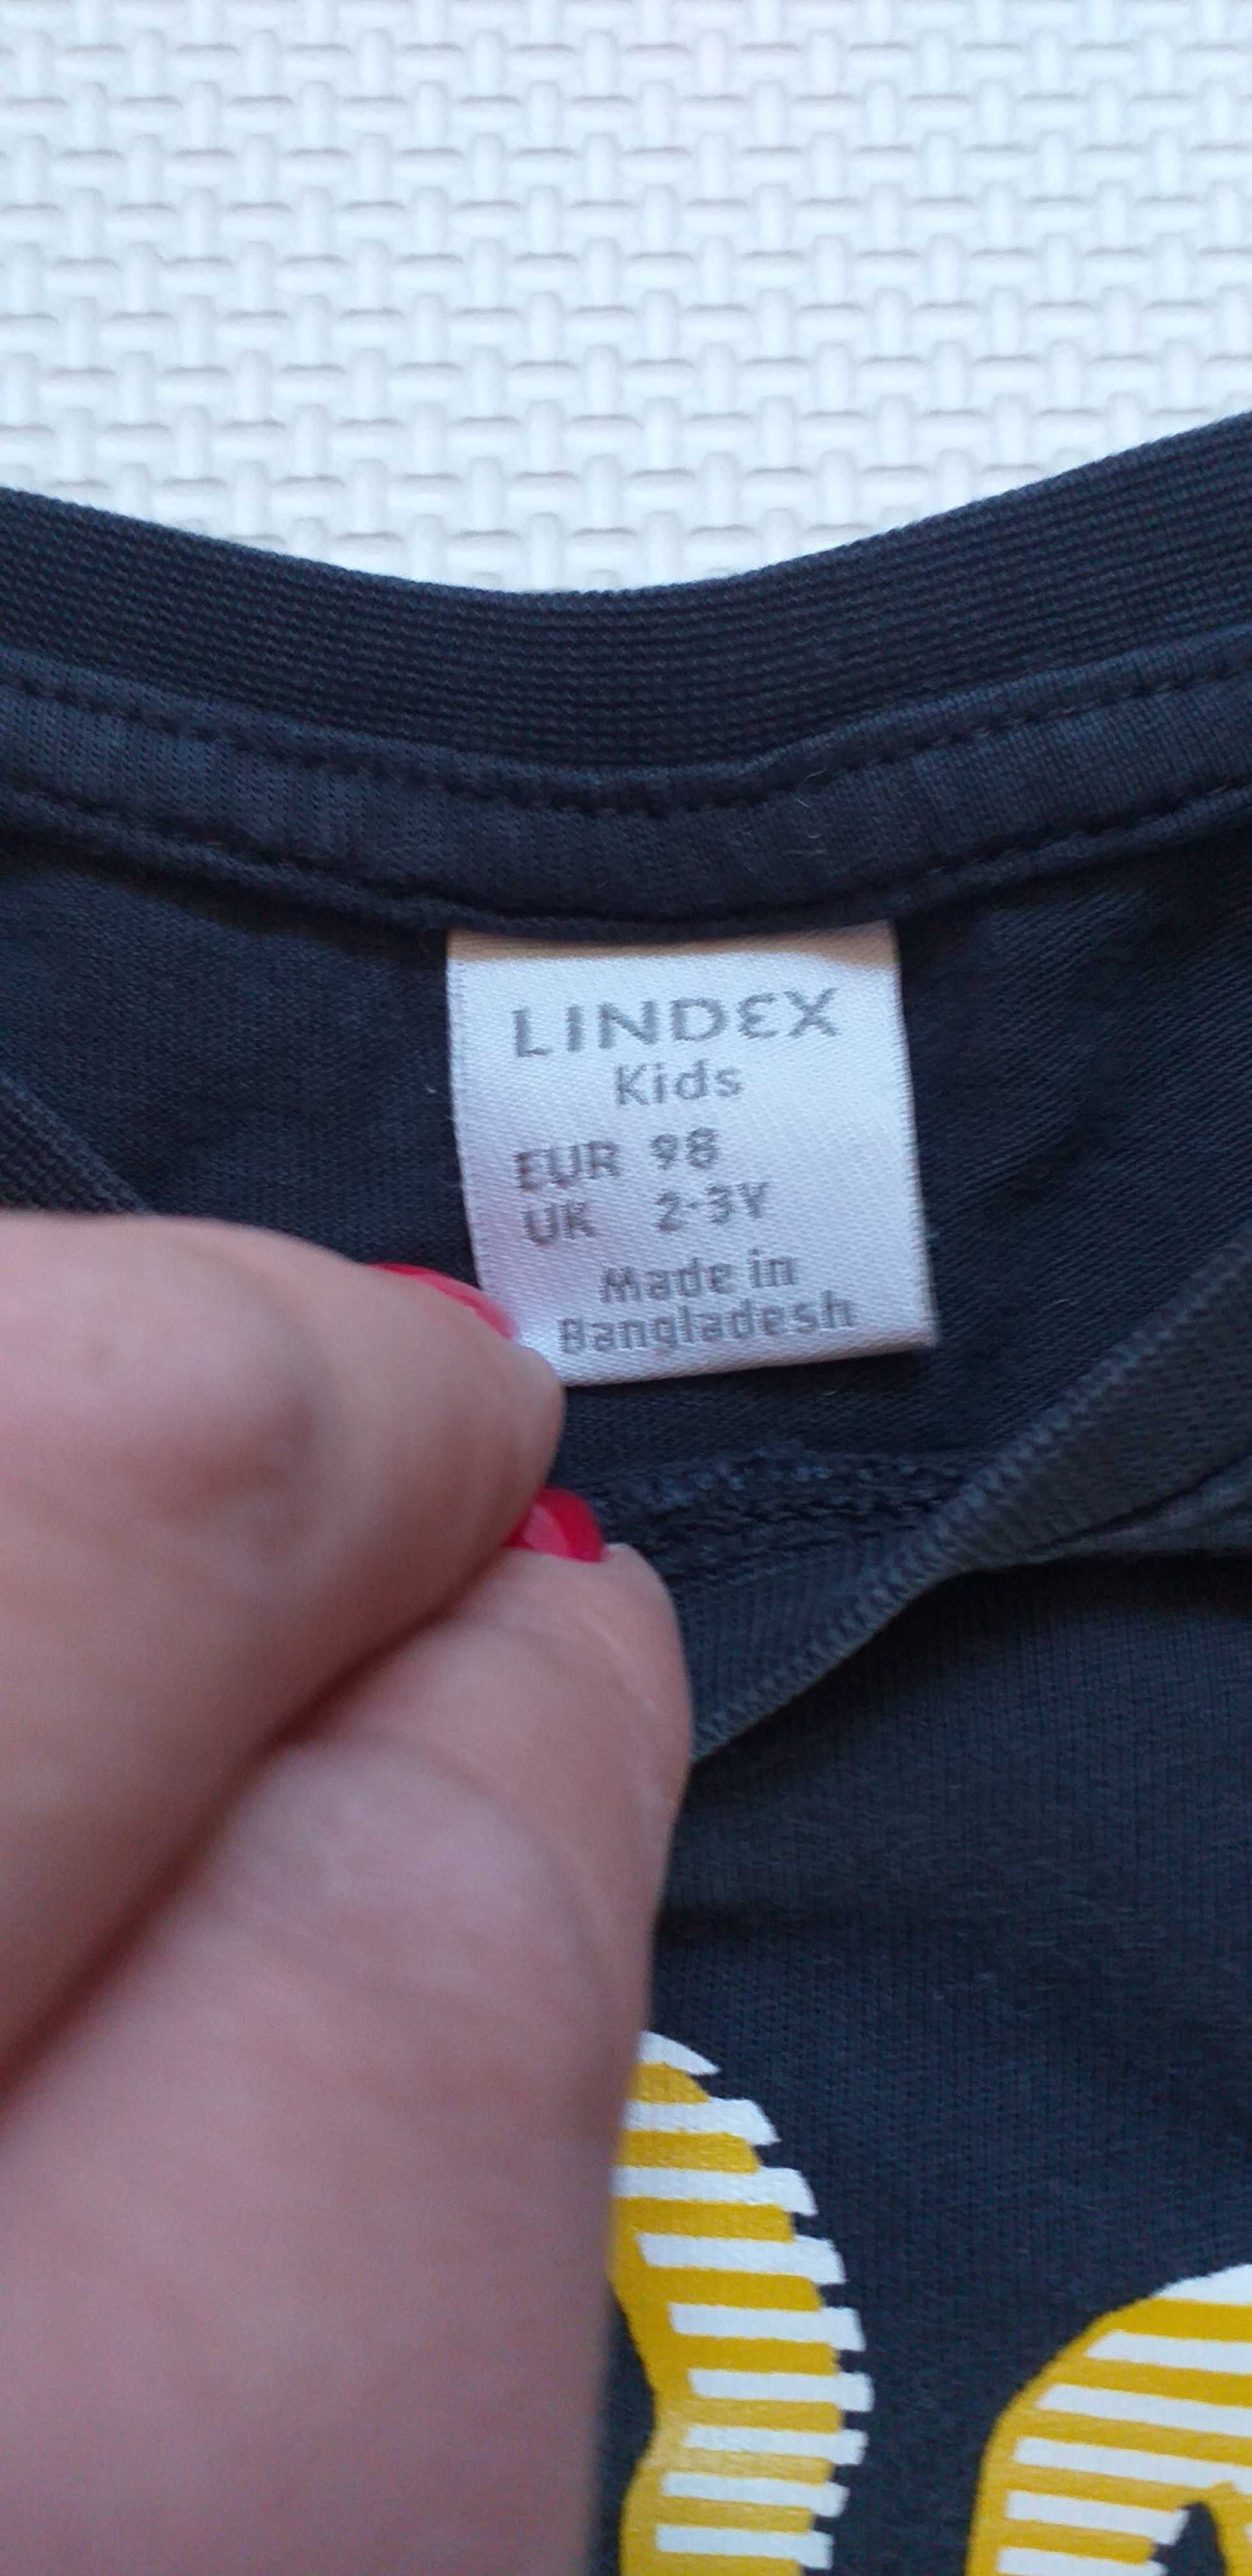 LINDEX
Kids
EUR 98
UK 2-3Y
Made in
Bangladesh